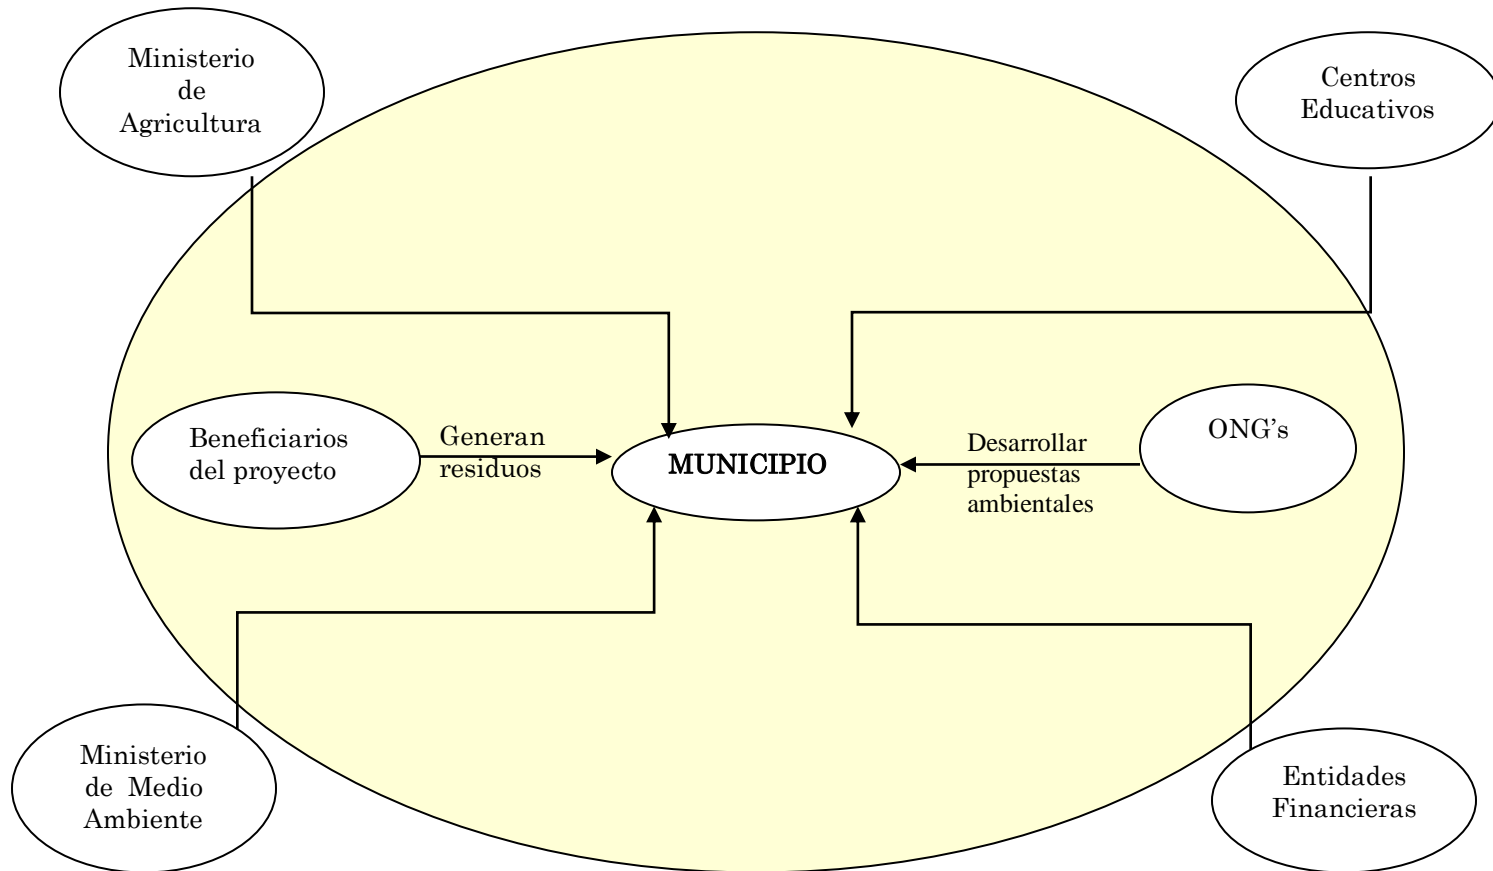 Ministerio
de
Agricultura
Centros
Educativos
Beneficiarios
del proyecto
Generan
residuos
MUNICIPIO
Desarrollar
propuestas
ambientales
ONG's
Ministerio
de Medio
Ambiente
Entidades
Financieras